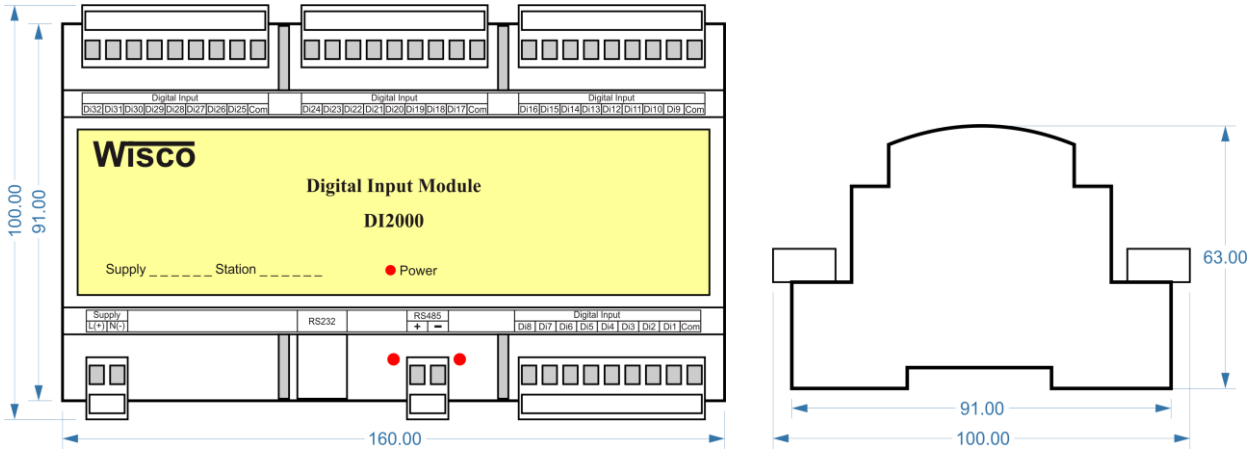 Digital Input Digital Input Digital Input
Di32 Di31 Di30 Di29 Di28 Di27 Di26 Di25 Com Di24 Di23 Di22 Di21 Di20 Di19 Di18 Di17 Com Di16 Di15 Di14 Di13 Di12 Di11 Di10 Di9 Com
WISCO
Digital Input Module
DI2000
Supply _ _ _ _ _ _ Station _ _ _ _ _ _ Power
Supply RS232 RS485 Digital Input
L(+) N(-) + − Di8 Di7 Di6 Di5 Di4 Di3 Di2 Di1 Com
100.00
91.00
160.00
63.00
91.00
100.00